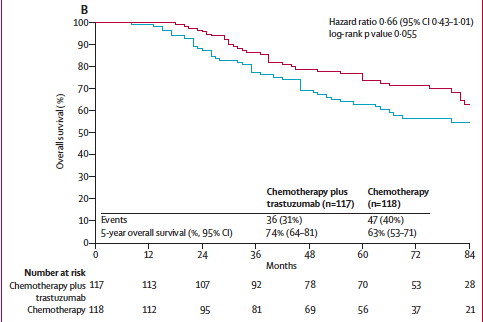 B
Hazard ratio 0·66 (95% CI 0·43–1·01)
log-rank p value 0·055
Overall survival (%)
100
90
80
70
60
50
40
30
20
10
0
Chemotherapy plus trastuzumab (n=117) Chemotherapy (n=118)
Events 36 (31%) 47 (40%)
5-year overall survival (%, 95% CI) 74% (64–81) 63% (53–71)
0 12 24 36 48 60 72 84
Months
Number at risk
Chemotherapy plus trastuzumab 117 113 107 92 78 70 53 28
Chemotherapy 118 112 95 81 69 56 37 21